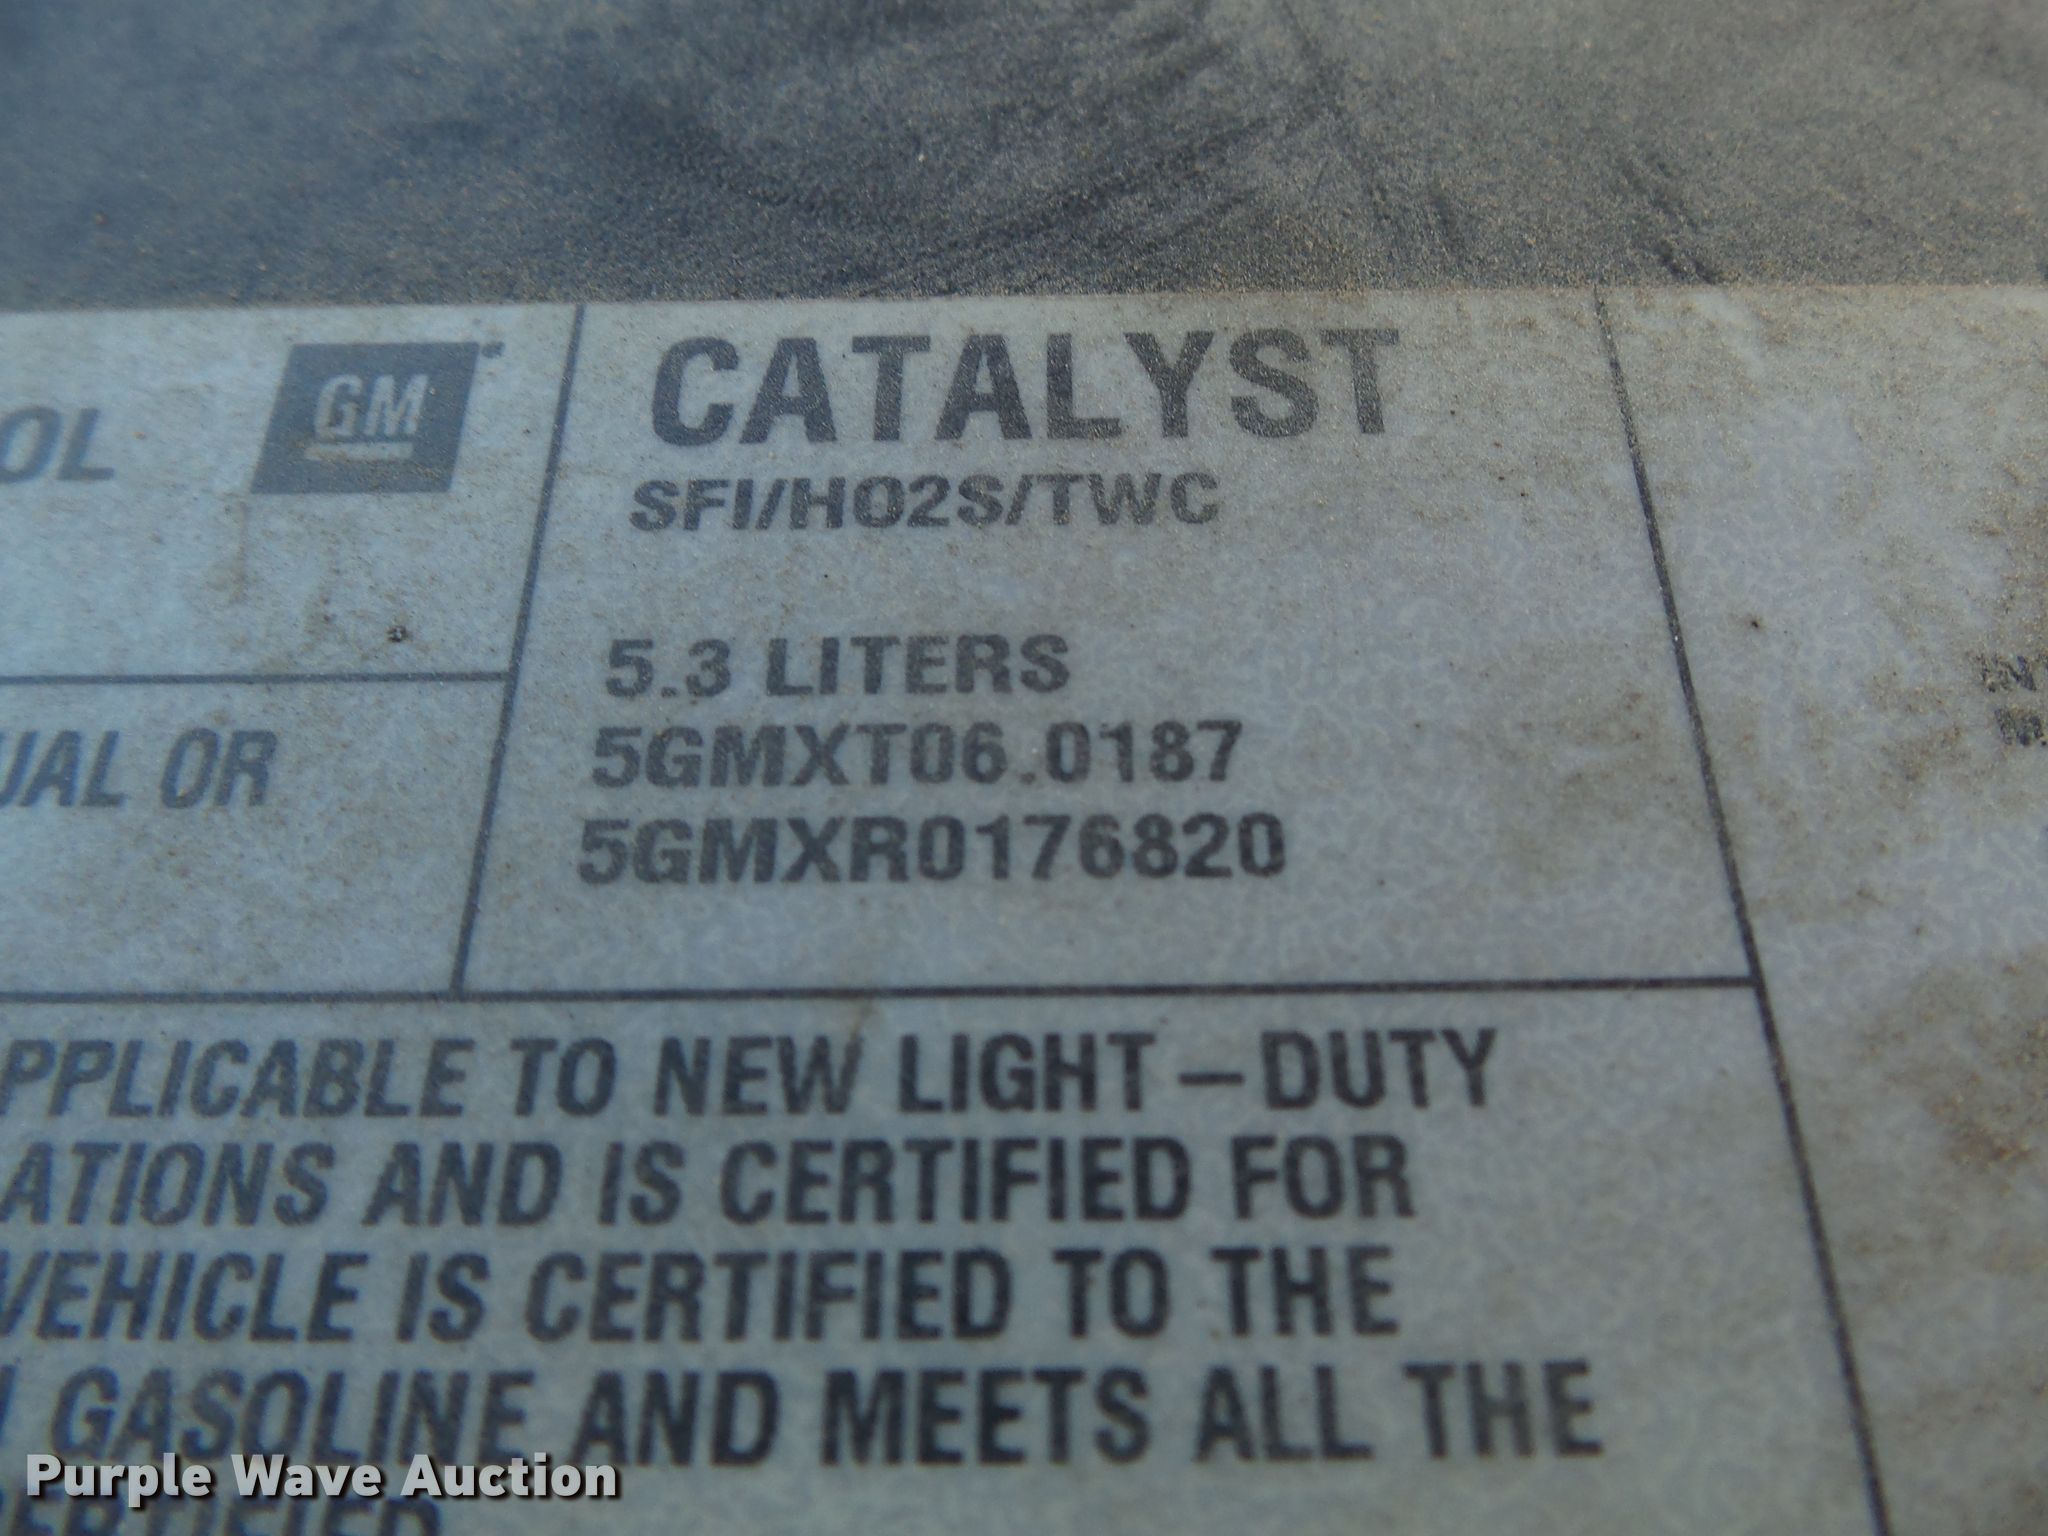 OL GM CATALYST
SFI/HO2S/TWC
5.3 LITERS
5GMXT06.0187
UAL OR
5GMXR0176820
PPLICABLE TO NEW LIGHT-DUTY
ATIONS AND IS CERTIFIED FOR
VEHICLE IS CERTIFIED TO THE
GASOLINE AND MEETS ALL THE
Purple Wave Auction